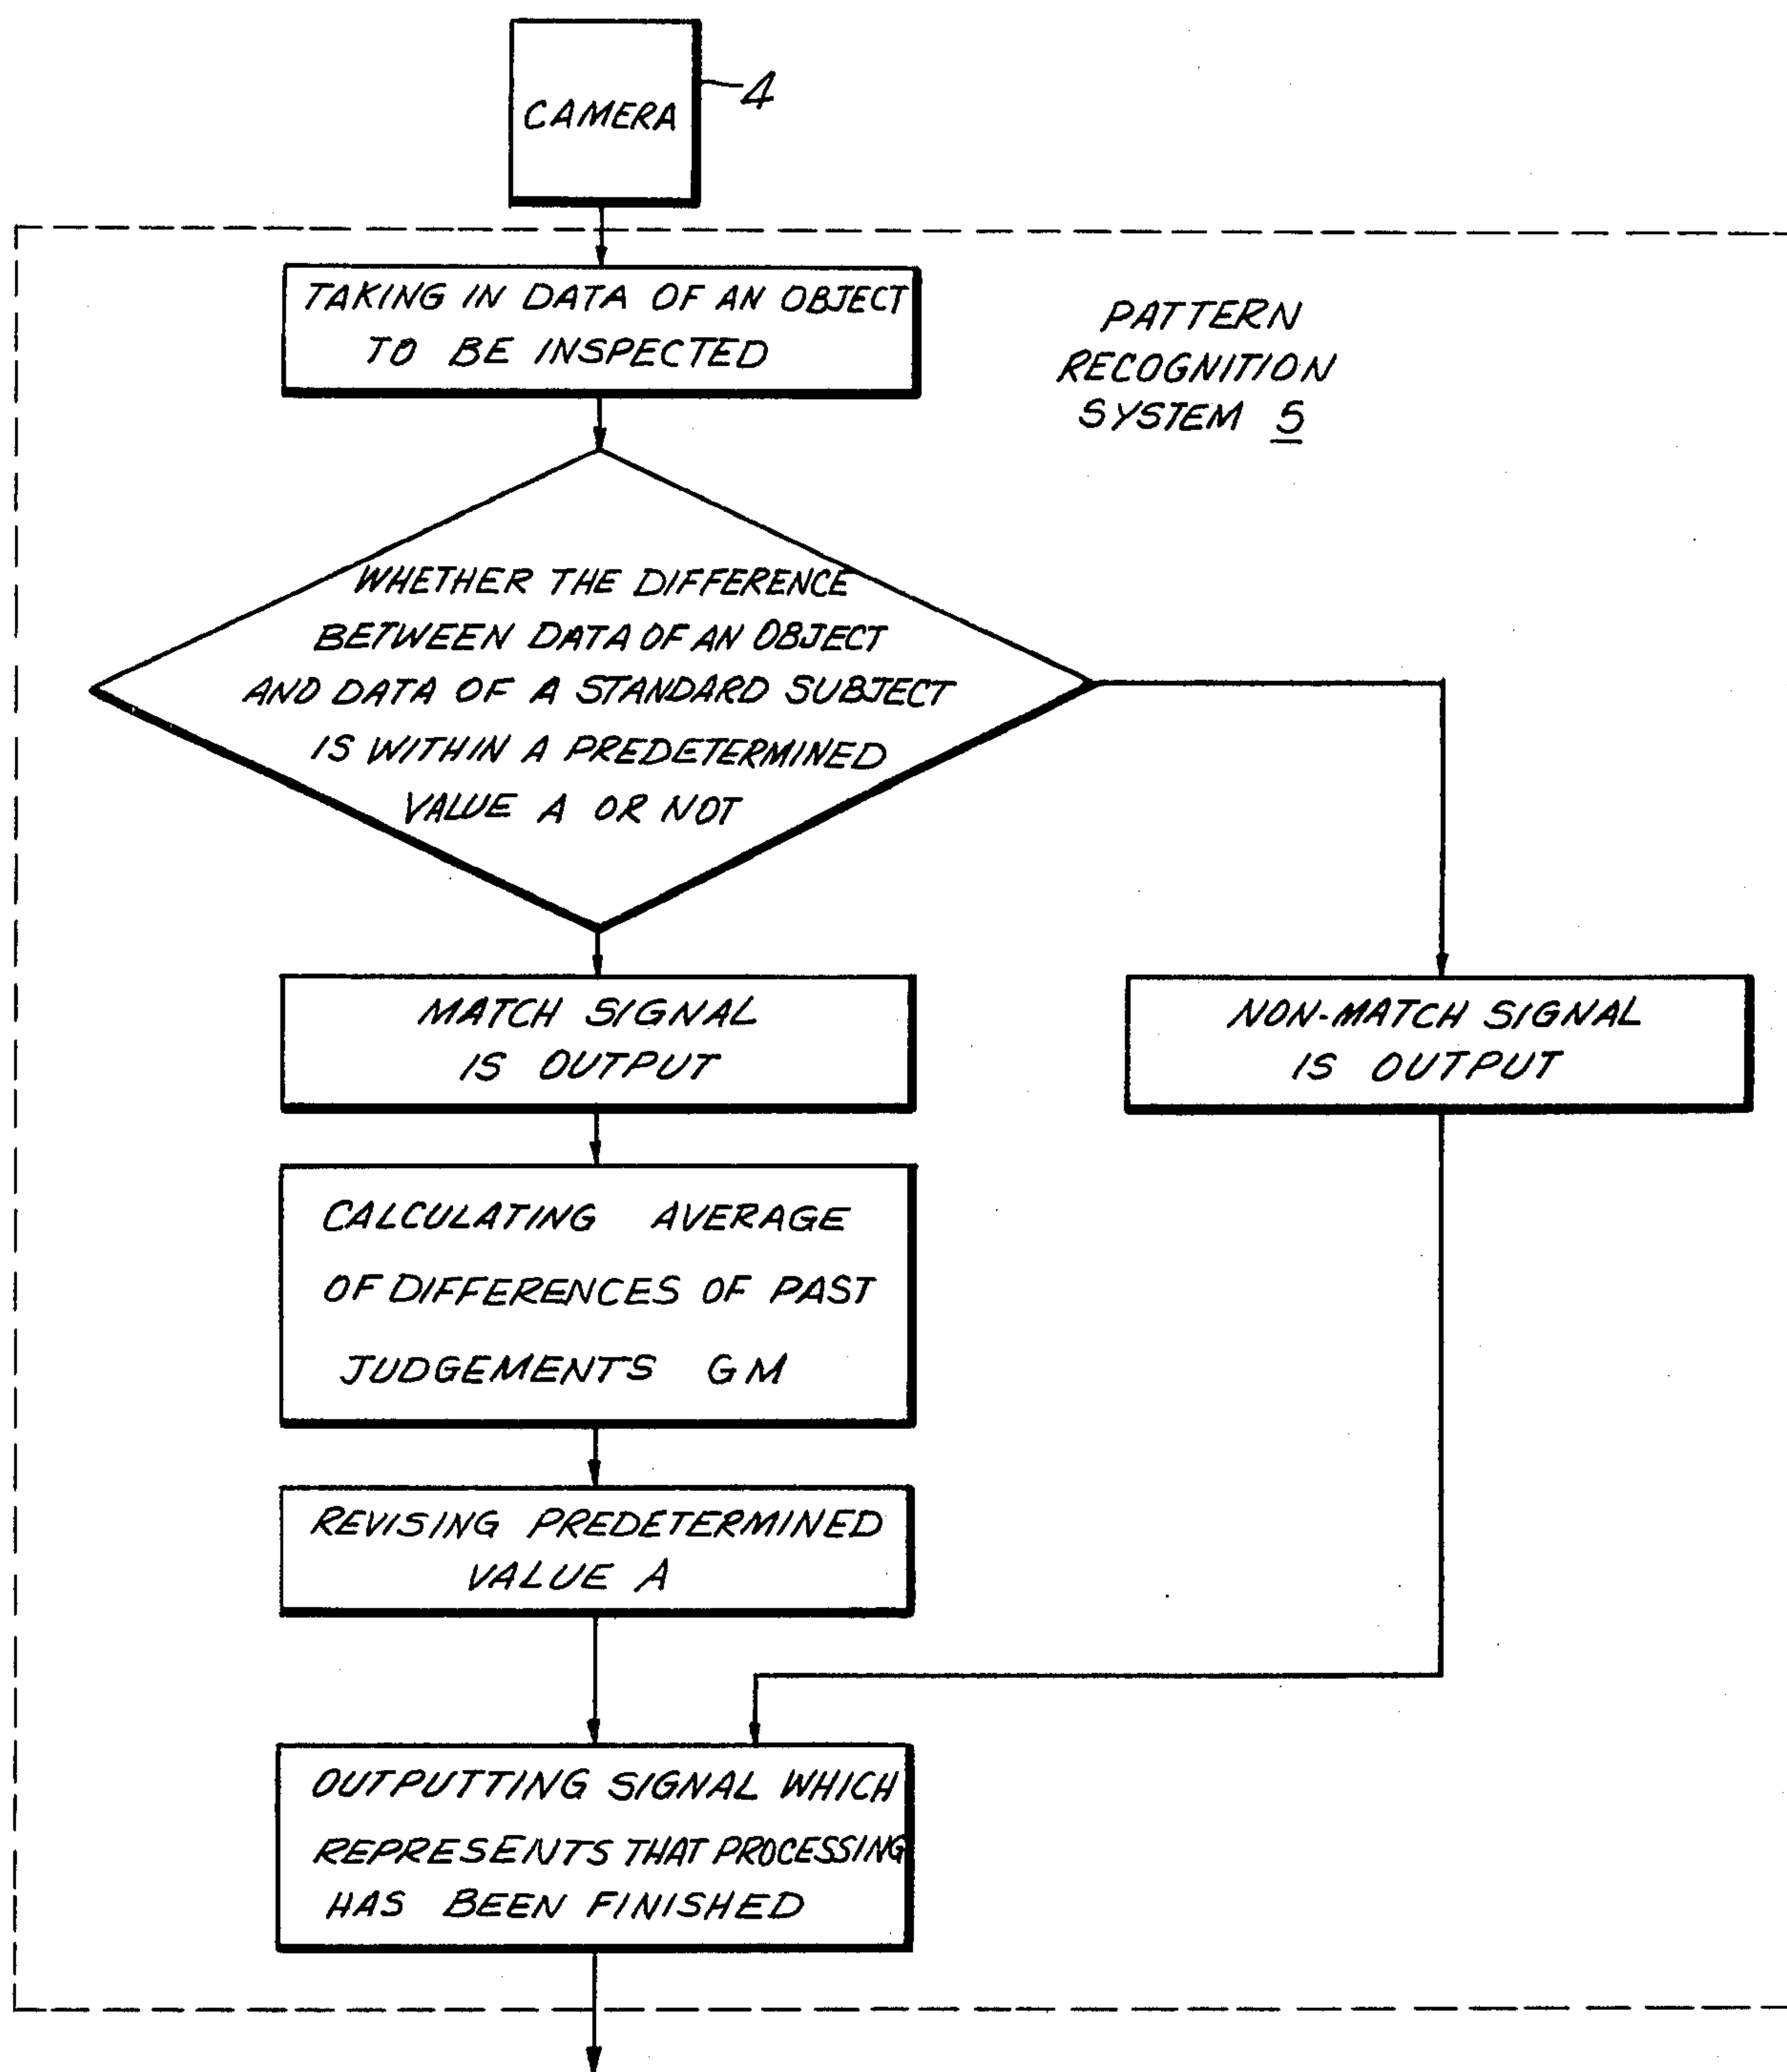 CAMERA
4
TAKING IN DATA OF AN OBJECT
TO BE INSPECTED
PATTERN
RECOGNITION
SYSTEM 5
WHETHER THE DIFFERENCE
BETWEEN DATA OF AN OBJECT
AND DATA OF A STANDARD SUBJECT
IS WITHIN A PREDETERMINED
VALUE A OR NOT
MATCH SIGNAL
IS OUTPUT
NON-MATCH SIGNAL
IS OUTPUT
CALCULATING AVERAGE
OF DIFFERENCES OF PAST
JUDGEMENTS GM
REVISING PREDETERMINED
VALUE A
OUTPUTTING SIGNAL WHICH
REPRESENTS THAT PROCESSING
HAS BEEN FINISHED